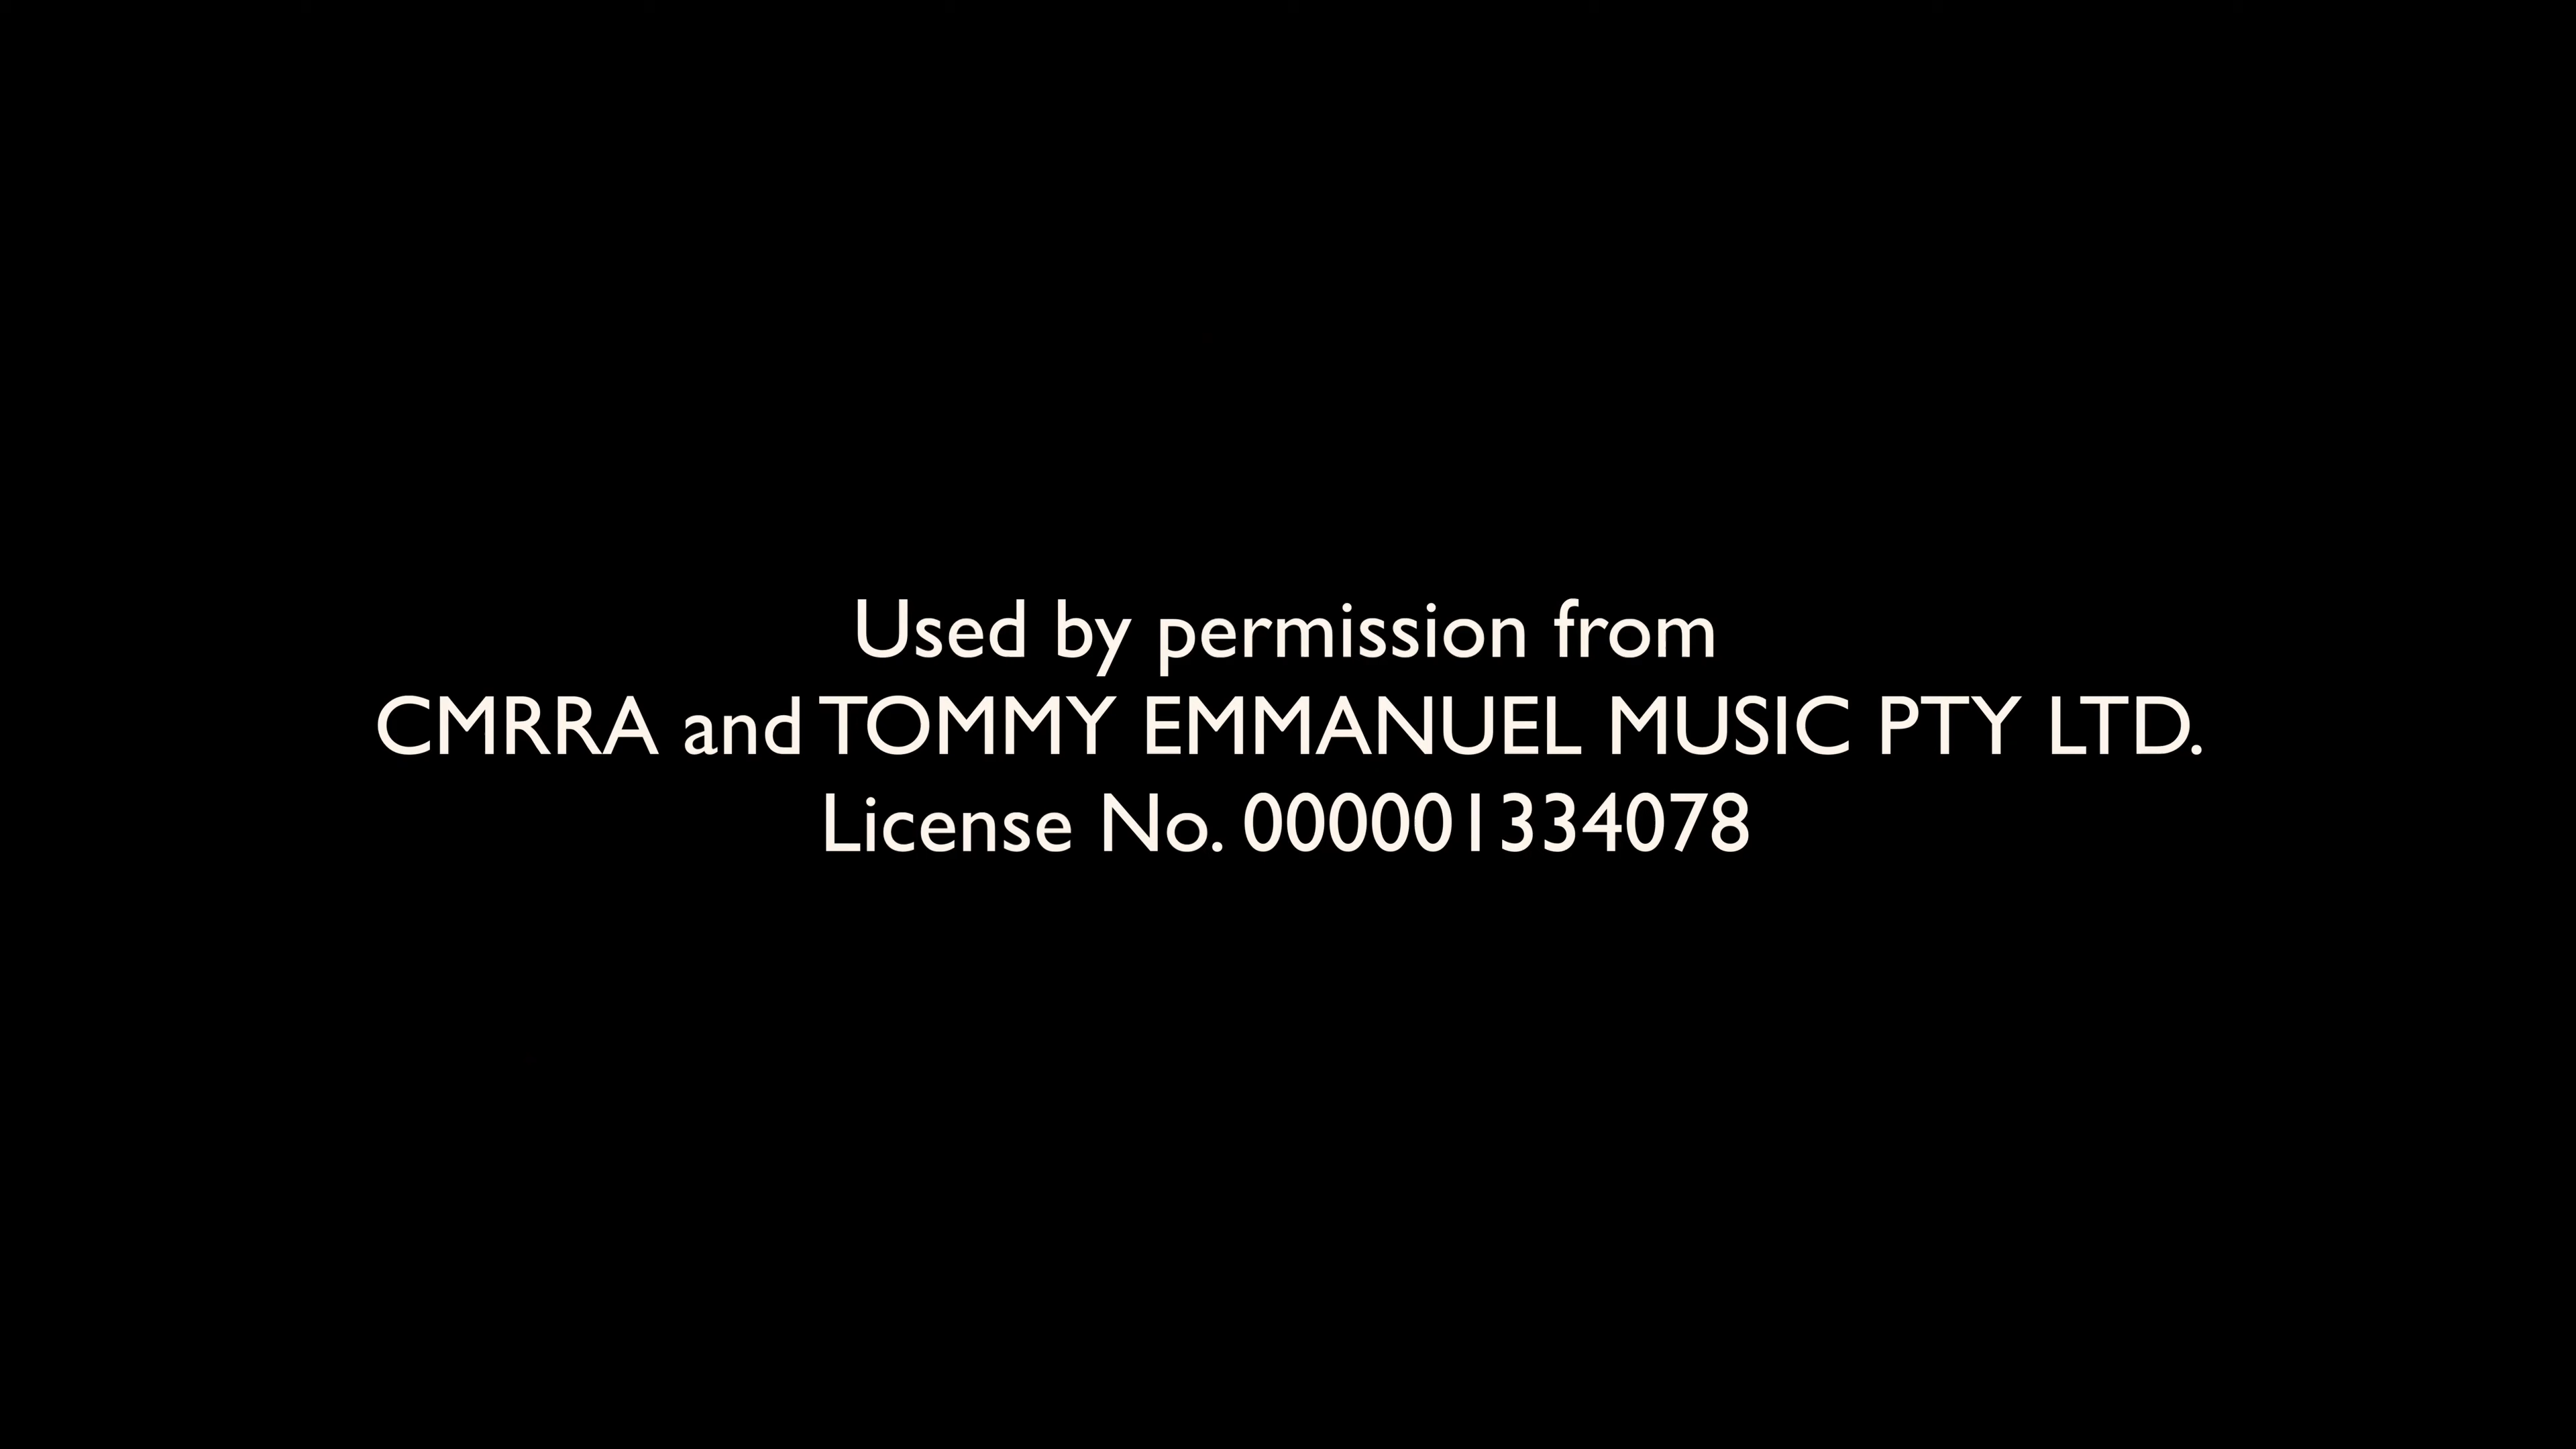 Used by permission from
CMRRA and TOMMY EMMANUEL MUSIC PTY LTD.
License No. 000001334078